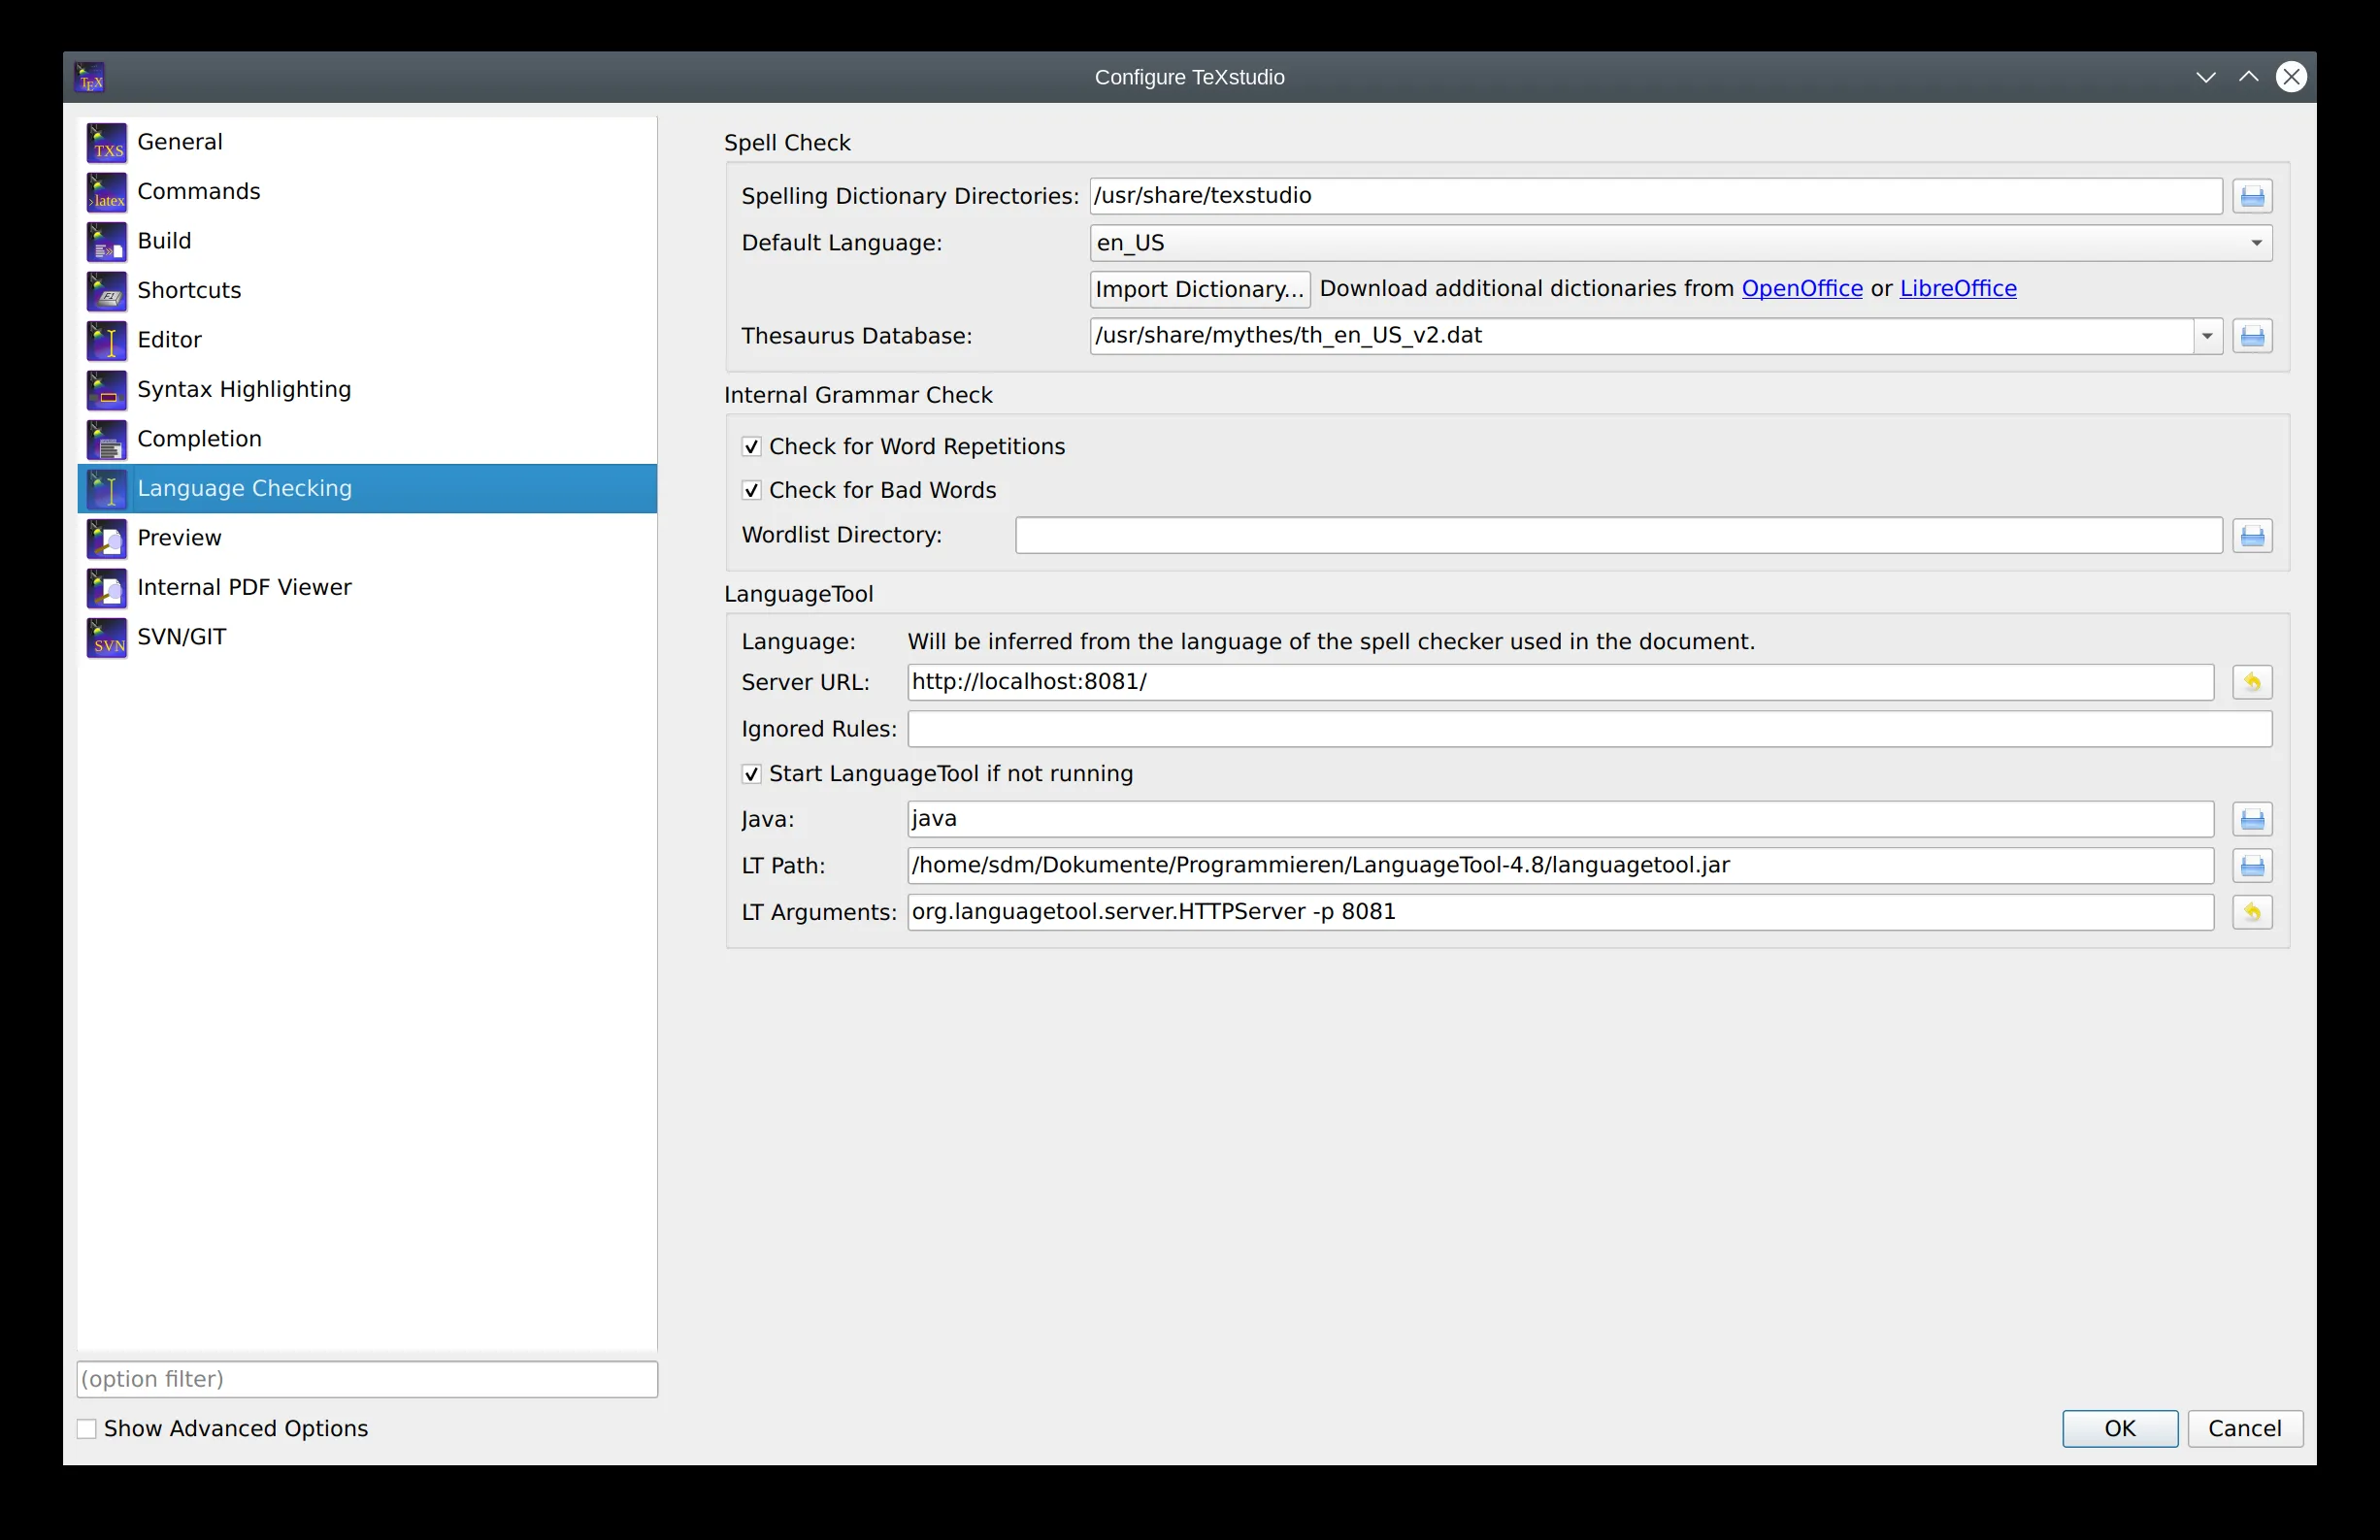 Configure TeXstudio
TEX
TXS
General
>latex
Commands
Build
Shortcuts
Editor
Syntax Highlighting
Completion
Language Checking
Preview
Internal PDF Viewer
SVN
SVN/GIT
(option filter)
Show Advanced Options
Spell Check
Spelling Dictionary Directories: /usr/share/texstudio
Default Language: en_US
Import Dictionary... Download additional dictionaries from OpenOffice or LibreOffice
Thesaurus Database: /usr/share/mythes/th_en_US_v2.dat
Internal Grammar Check
Check for Word Repetitions
Check for Bad Words
Wordlist Directory:
LanguageTool
Language: Will be inferred from the language of the spell checker used in the document.
Server URL: http://localhost:8081/
Ignored Rules:
Start LanguageTool if not running
Java: java
LT Path: /home/sdm/Dokumente/Programmieren/LanguageTool-4.8/languagetool.jar
LT Arguments: org.languagetool.server.HTTPServer -p 8081
OK Cancel